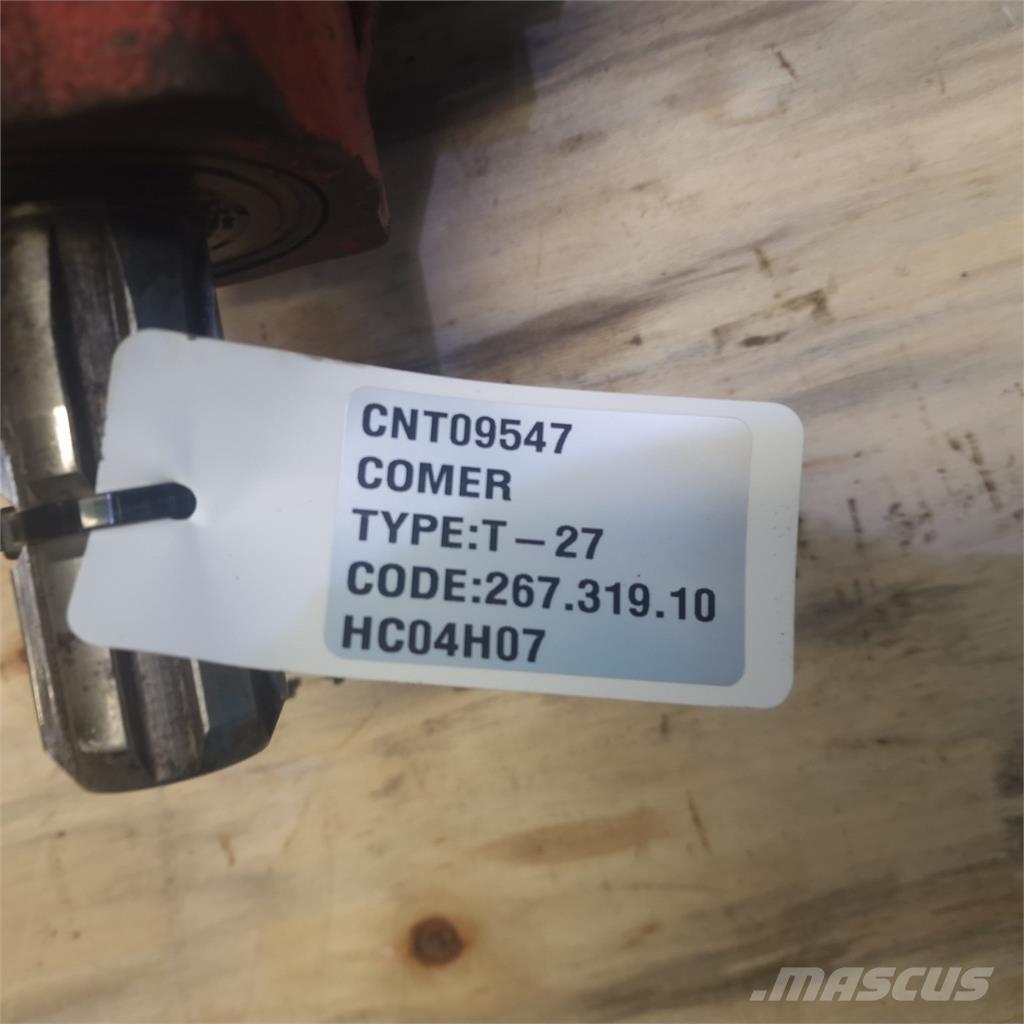 CNT09547
COMER
TYPE:T-27
CODE:267.319.10
HC04H07
.MASCUS